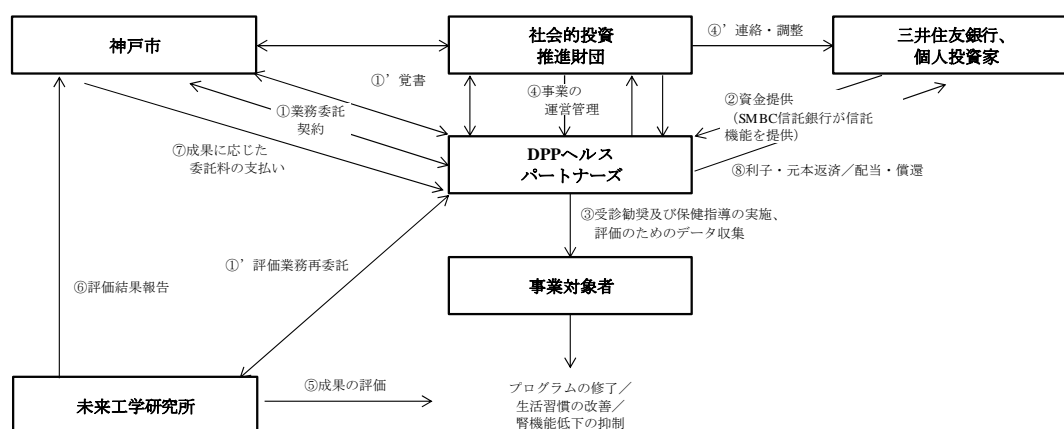 神戸市
社会的投資
推進財団
④’連絡・調整
三井住友銀行、
個人投資家
①’覚書
④事業の
運営管理
②資金提供
（SMBC信託銀行が信託
機能を提供）
①業務委託
契約
⑦成果に応じた
委託料の支払い
DPPヘルス
パートナーズ
⑧利子・元本返済／配当・償還
③受診勧奨及び保健指導の実施、
評価のためのデータ収集
①’評価業務再委託
⑥評価結果報告
事業対象者
未来工学研究所
⑤成果の評価
プログラムの修了／
生活習慣の改善／
腎機能低下の抑制